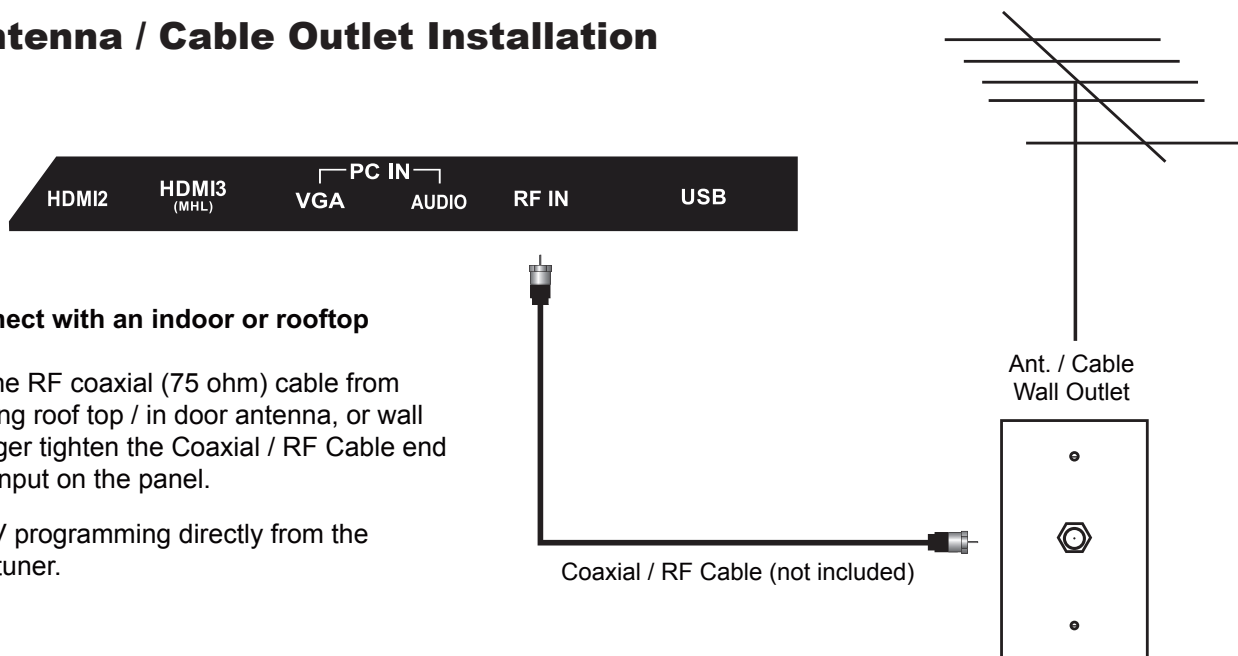 ntenna / Cable Outlet Installation
PC IN
HDMI2 HDMI3 VGA AUDIO RF IN USB
(MHL)
nect with an indoor or rooftop
ne RF coaxial (75 ohm) cable from
ng roof top / in door antenna, or wall
ger tighten the Coaxial / RF Cable end
nput on the panel.
V programming directly from the
tuner.
Ant. / Cable
Wall Outlet
Coaxial / RF Cable (not included)